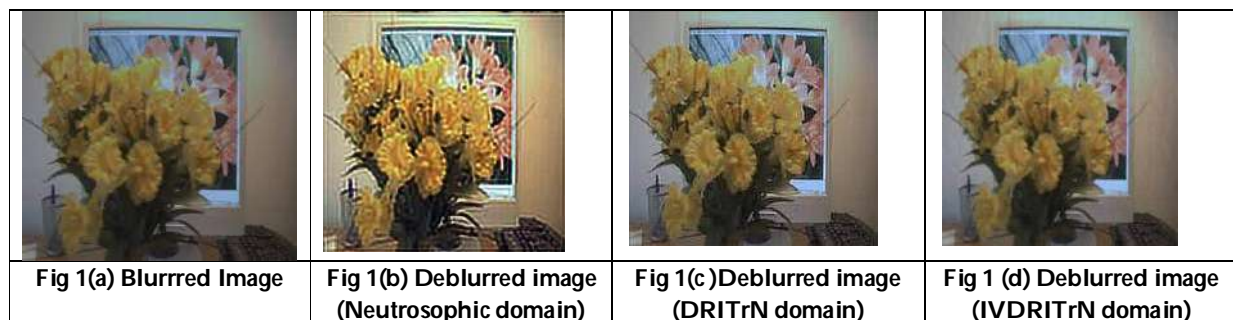 Fig 1(a) Blurrred Image
Fig 1(b) Deblurred image
(Neutrosophic domain)
Fig 1(c)Deblurred image
(DRITrN domain)
Fig 1 (d) Deblurred image
(IVDRITrN domain)